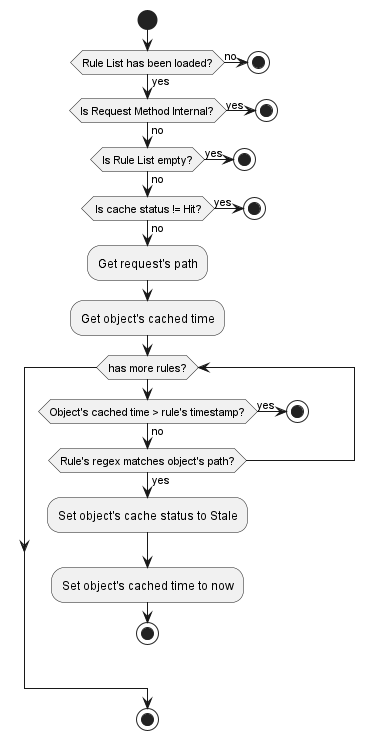 Rule List has been loaded?
no
yes
Is Request Method Internal?
yes
no
Is Rule List empty?
yes
no
Is cache status != Hit?
yes
no
Get request's path
Get object's cached time
has more rules?
Object's cached time > rule's timestamp?
yes
no
Rule's regex matches object's path?
yes
Set object's cache status to Stale
Set object's cached time to now